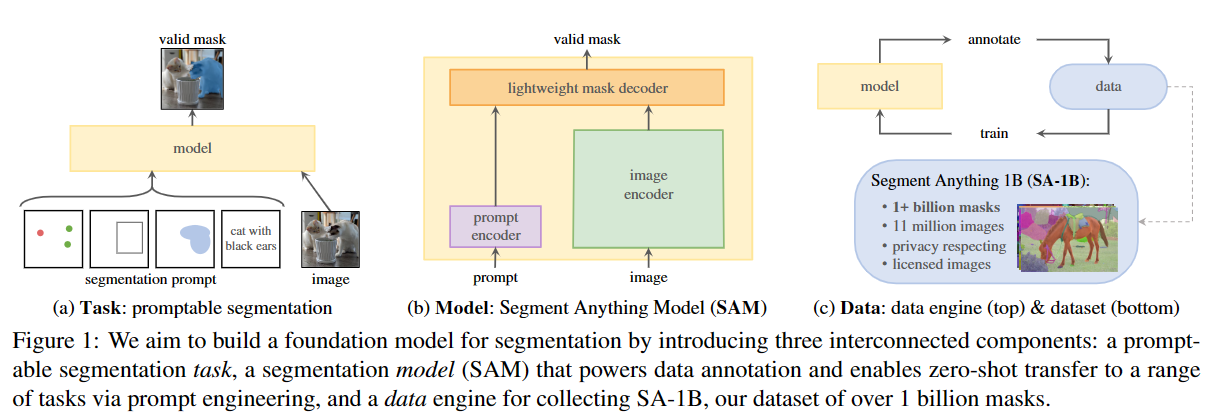 valid mask
model
cat with
black ears
segmentation prompt
image
(a) Task: promptable segmentation
valid mask
lightweight mask decoder
image
encoder
prompt
encoder
prompt
image
(b) Model: Segment Anything Model (SAM)
annotate
model
data
train
Segment Anything 1B (SA-1B):
• 1+ billion masks
• 11 million images
• privacy respecting
• licensed images
(c) Data: data engine (top) & dataset (bottom)
Figure 1: We aim to build a foundation model for segmentation by introducing three interconnected components: a prompt-
able segmentation task, a segmentation model (SAM) that powers data annotation and enables zero-shot transfer to a range
of tasks via prompt engineering, and a data engine for collecting SA-1B, our dataset of over 1 billion masks.